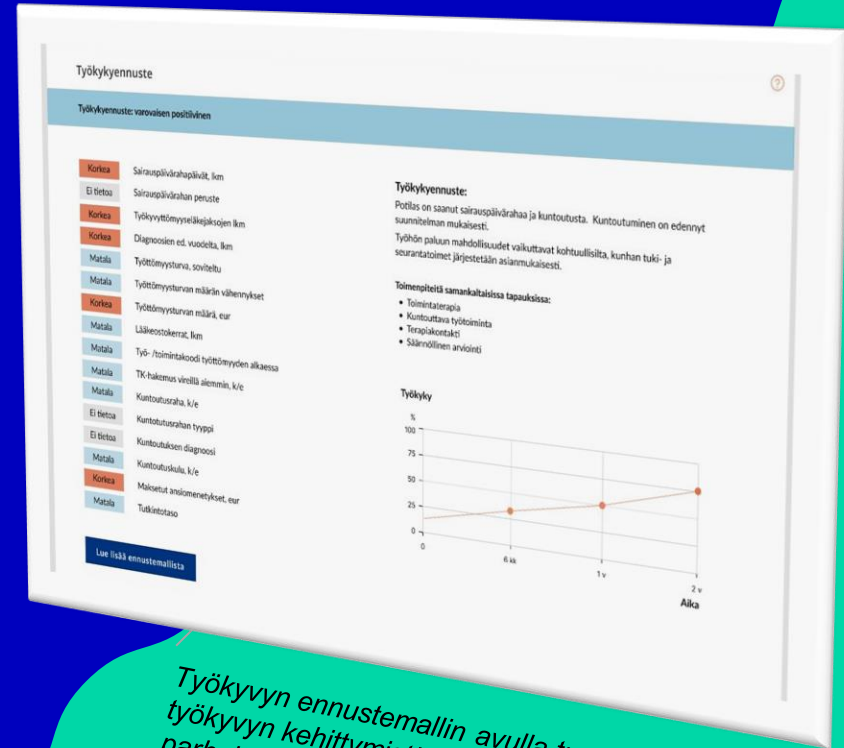 Työkykyennuste
?
Työkykyennuste: varovaisen positiivinen
Korkea Sairauspäivärahapäivät, lkm
Ei tietoa Sairauspäivärahan peruste
Korkea Työkyvyttömyyseläkejaksojen lkm
Korkea Diagnoosien ed. vuodelta, lkm
Matala Työttömyysturva, soviteltu
Matala Työttömyysturvan määrän vähennykset
Korkea Työttömyysturvan määrä, eur
Matala Lääkeostokerrat, lkm
Matala Työ- /toimintakoodi työttömyyden alkaessa
Matala TK-hakemus vireillä aiemmin, k/e
Matala Kuntoutusraha, k/e
Ei tietoa Kuntotutusrahan tyyppi
Ei tietoa Kuntoutuksen diagnoosi
Matala Kuntoutuskulu, k/e
Korkea Maksetut ansiomenetykset, eur
Matala Tutkintotaso
Lue lisää ennustemallista
Työkykyennuste:
Potilas on saanut sairauspäivärahaa ja kuntoutusta. Kuntoutuminen on edennyt
suunnitelman mukaisesti.
Työhön paluun mahdollisuudet vaikuttavat kohtuullisilta, kunhan tuki- ja
seurantatoimet järjestetään asianmukaisesti.
Toimenpiteitä samankaltaisissa tapauksissa:
• Toimintaterapia
• Kuntouttava työtoiminta
• Terapiakontakti
• Säännöllinen arviointi
Työkyky
%
100
75
50
25
0
0 6 kk 1 v 2 v
Aika
Työkyvyn ennustemallin avulla
työkyvyn